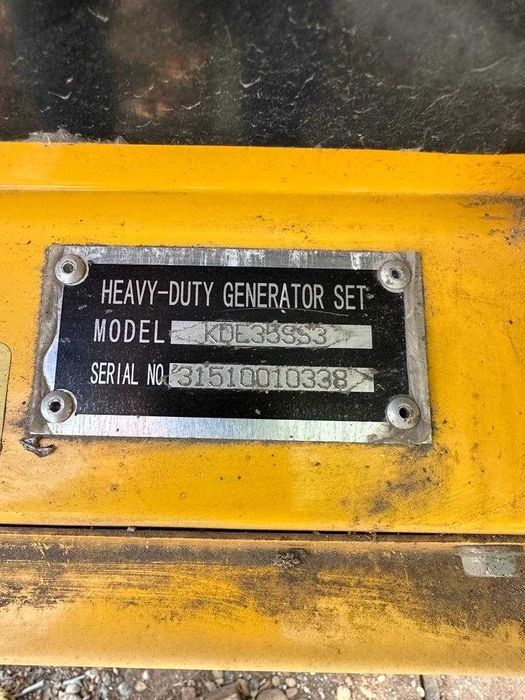 HEAVY-DUTY GENERATOR SET
MODEL KDE35SS3
SERIAL NO 31510010338